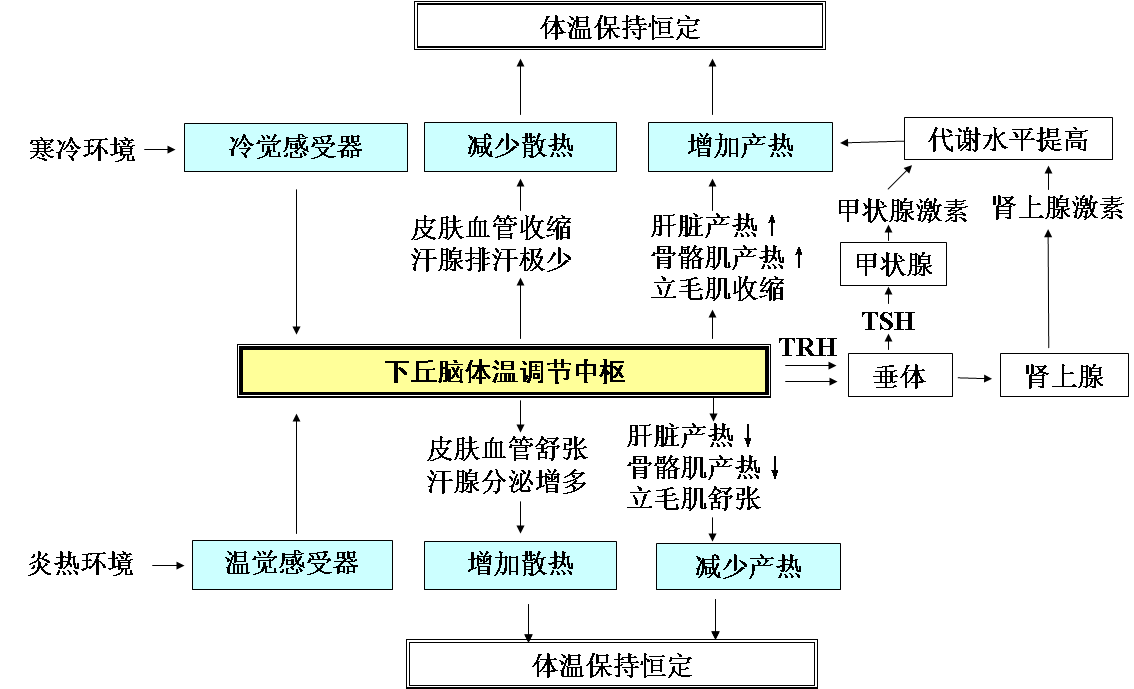 体温保持恒定
寒冷环境
冷觉感受器
减少散热
增加产热
代谢水平提高
皮肤血管收缩
汗腺排汗极少
肝脏产热↑
骨骼肌产热↑
立毛肌收缩
甲状腺激素
肾上腺激素
甲状腺
TSH
TRH
下丘脑体温调节中枢
垂体
肾上腺
皮肤血管舒张
汗腺分泌增多
肝脏产热↓
骨骼肌产热↓
立毛肌舒张
炎热环境
温觉感受器
增加散热
减少产热
体温保持恒定